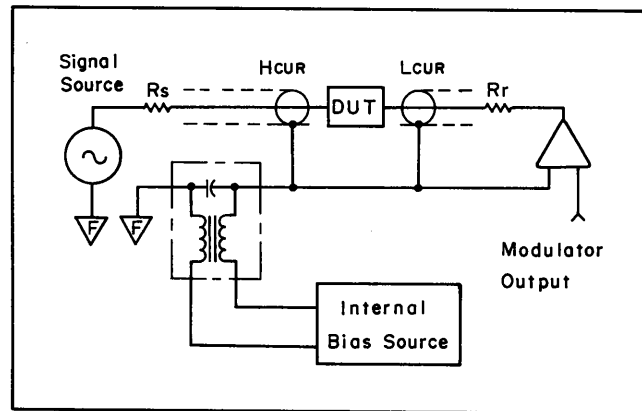 Signal
Source
Rs
HCUR
DUT
LCUR
Rr
F
F
Modulator
Output
Internal
Bias Source